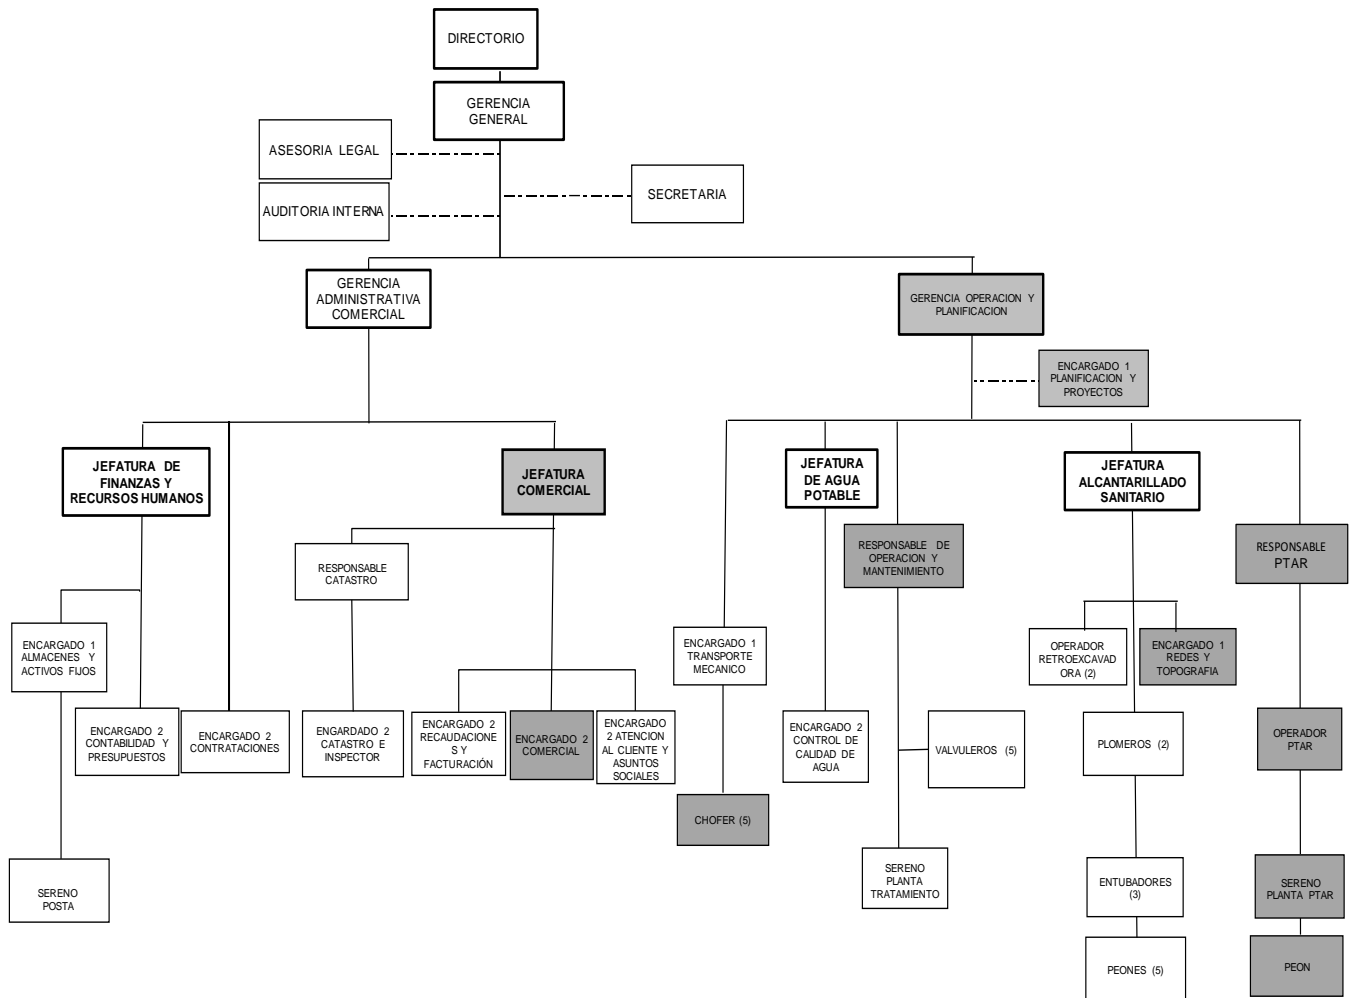 DIRECTORIO
GERENCIA
GENERAL
ASESORIA LEGAL
AUDITORIA INTERNA
SECRETARIA
GERENCIA
ADMINISTRATIVA
COMERCIAL
GERENCIA OPERACION Y
PLANIFICACION
ENCARGADO 1
PLANIFICACION Y
PROYECTOS
JEFATURA DE
FINANZAS Y
RECURSOS HUMANOS
JEFATURA
COMERCIAL
JEFATURA
DE AGUA
POTABLE
JEFATURA
ALCANTARILLADO
SANITARIO
RESPONSABLE
CATASTRO
RESPONSABLE DE
OPERACION Y
MANTENIMIENTO
RESPONSABLE
PTAR
ENCARGADO 1
ALMACENES Y
ACTIVOS FIJOS
ENCARGADO 1
TRANSPORTE
MECANICO
OPERADOR
RETROEXCAVAD
ORA (2)
ENCARGADO 1
REDES Y
TOPOGRAFIA
ENCARGADO 2
CONTABILIDAD Y
PRESUPUESTOS
ENCARGADO 2
CONTRATACIONES
ENGARDADO 2
CATASTRO E
INSPECTOR
ENCARGADO 2
RECAUDACIONE
S Y
FACTURACIÓN
ENCARGADO 2
COMERCIAL
ENCARGADO
2 ATENCION
AL CLIENTE Y
ASUNTOS
SOCIALES
ENCARGADO 2
CONTROL DE
CALIDAD DE
AGUA
VALVULEROS (5)
PLOMEROS (2)
OPERADOR
PTAR
CHOFER (5)
SERENO
POSTA
SERENO
PLANTA
TRATAMIENTO
ENTUBADORES
(3)
SERENO
PLANTA PTAR
PEONES (5)
PEON